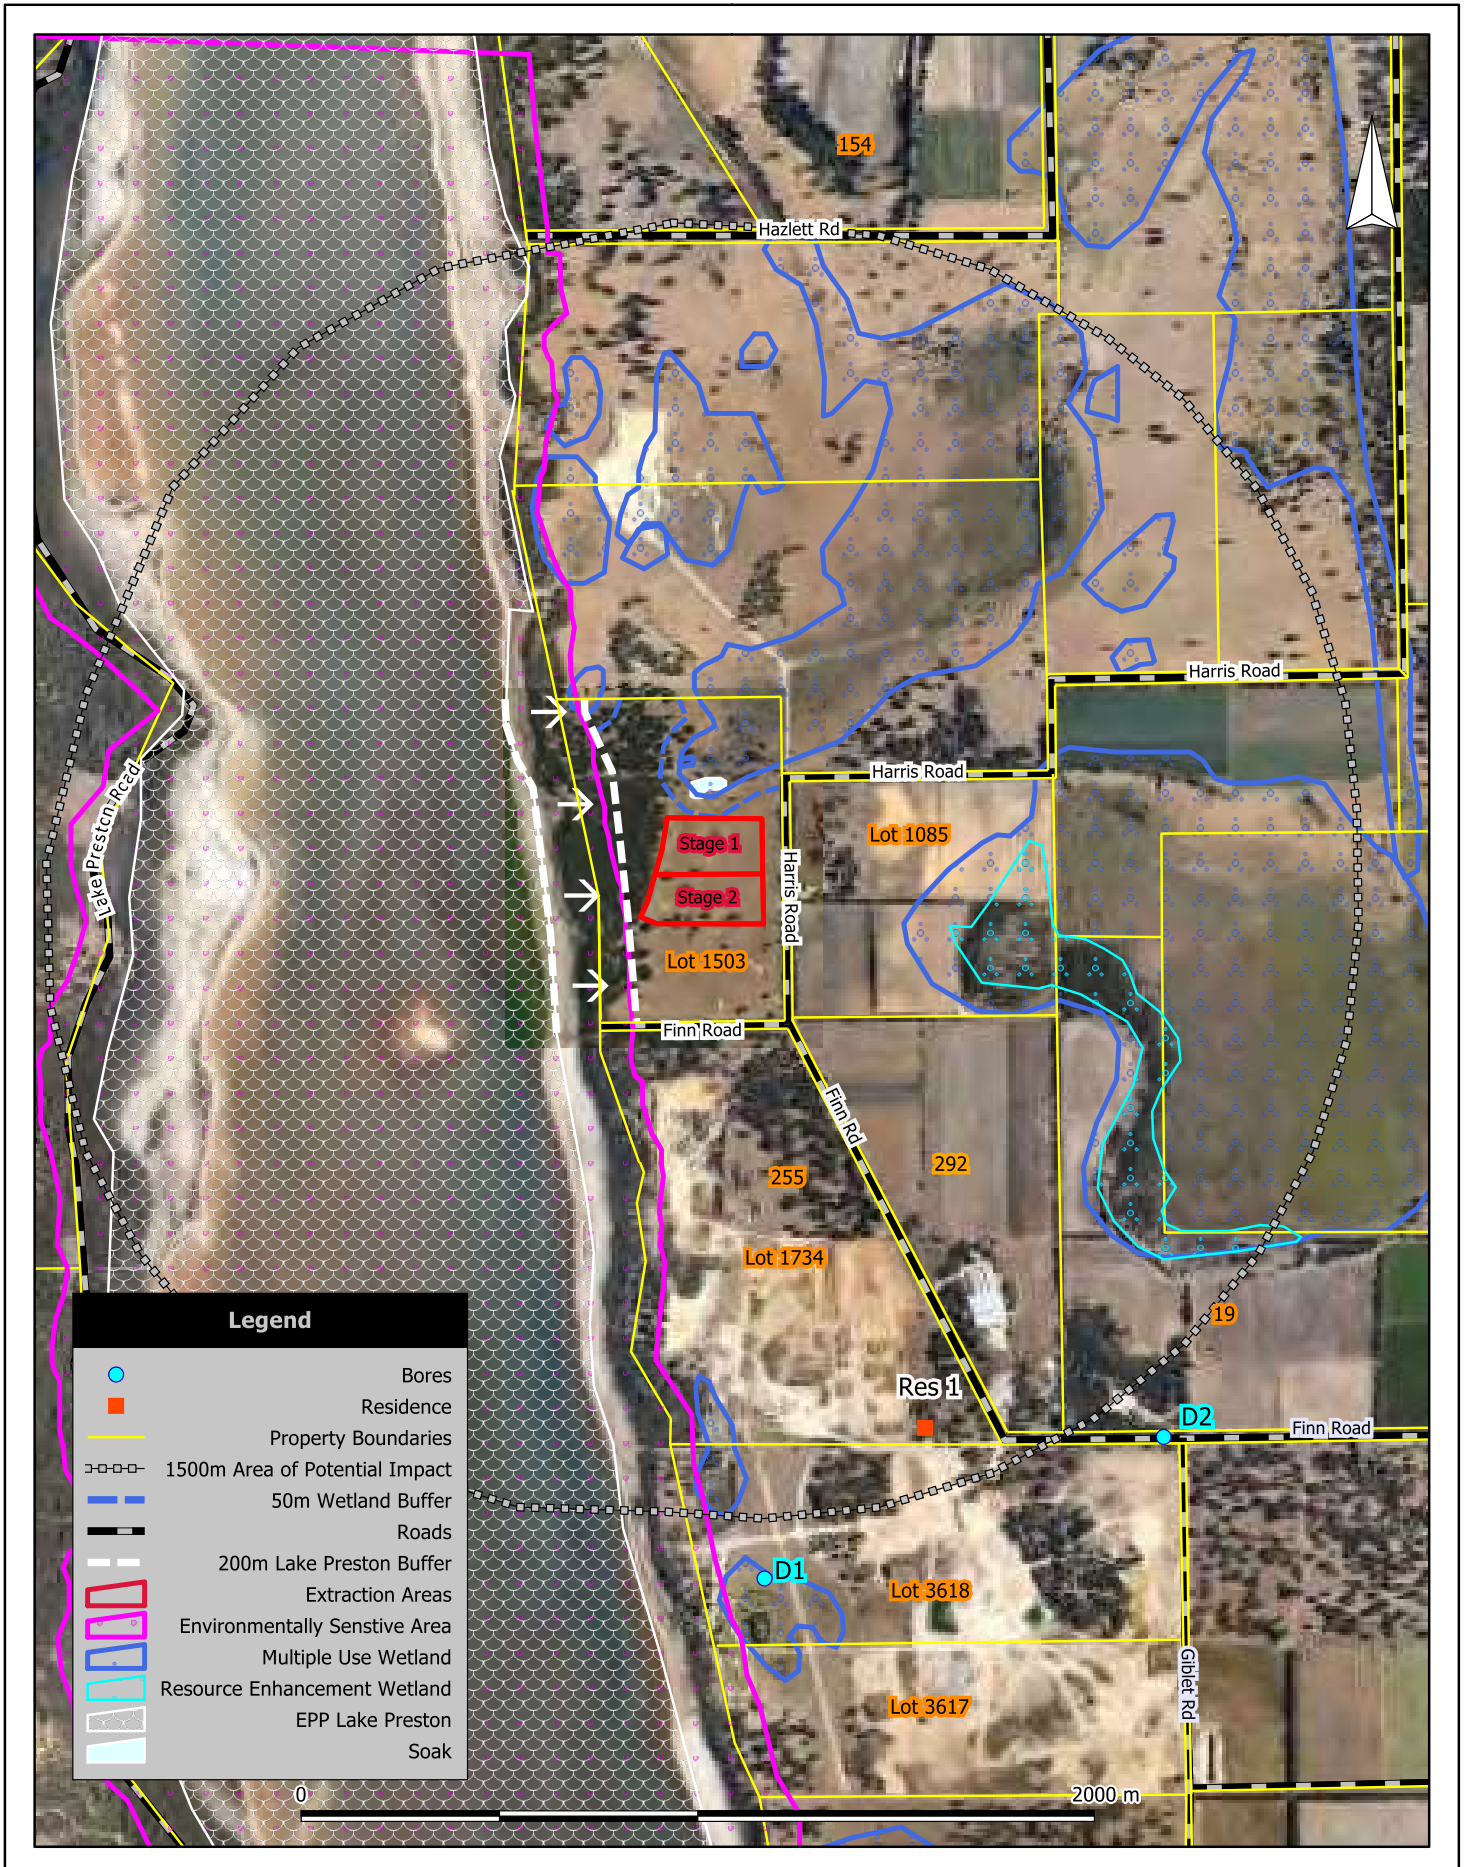 154
Hazlett Rd
Harris Road
Harris Road
Lake Preston Road
Lot 1085
Stage 1
Stage 2
Harris Road
Lot 1503
Finn Road
Finn Rd
255
292
Lot 1734
19
Res 1
D2
Finn Road
D1
Lot 3618
Giblet Rd
Lot 3617
Legend
Bores
Residence
Property Boundaries
1500m Area of Potential Impact
50m Wetland Buffer
Roads
200m Lake Preston Buffer
Extraction Areas
Environmentally Senstive Area
Multiple Use Wetland
Resource Enhancement Wetland
EPP Lake Preston
Soak
0
2000 m